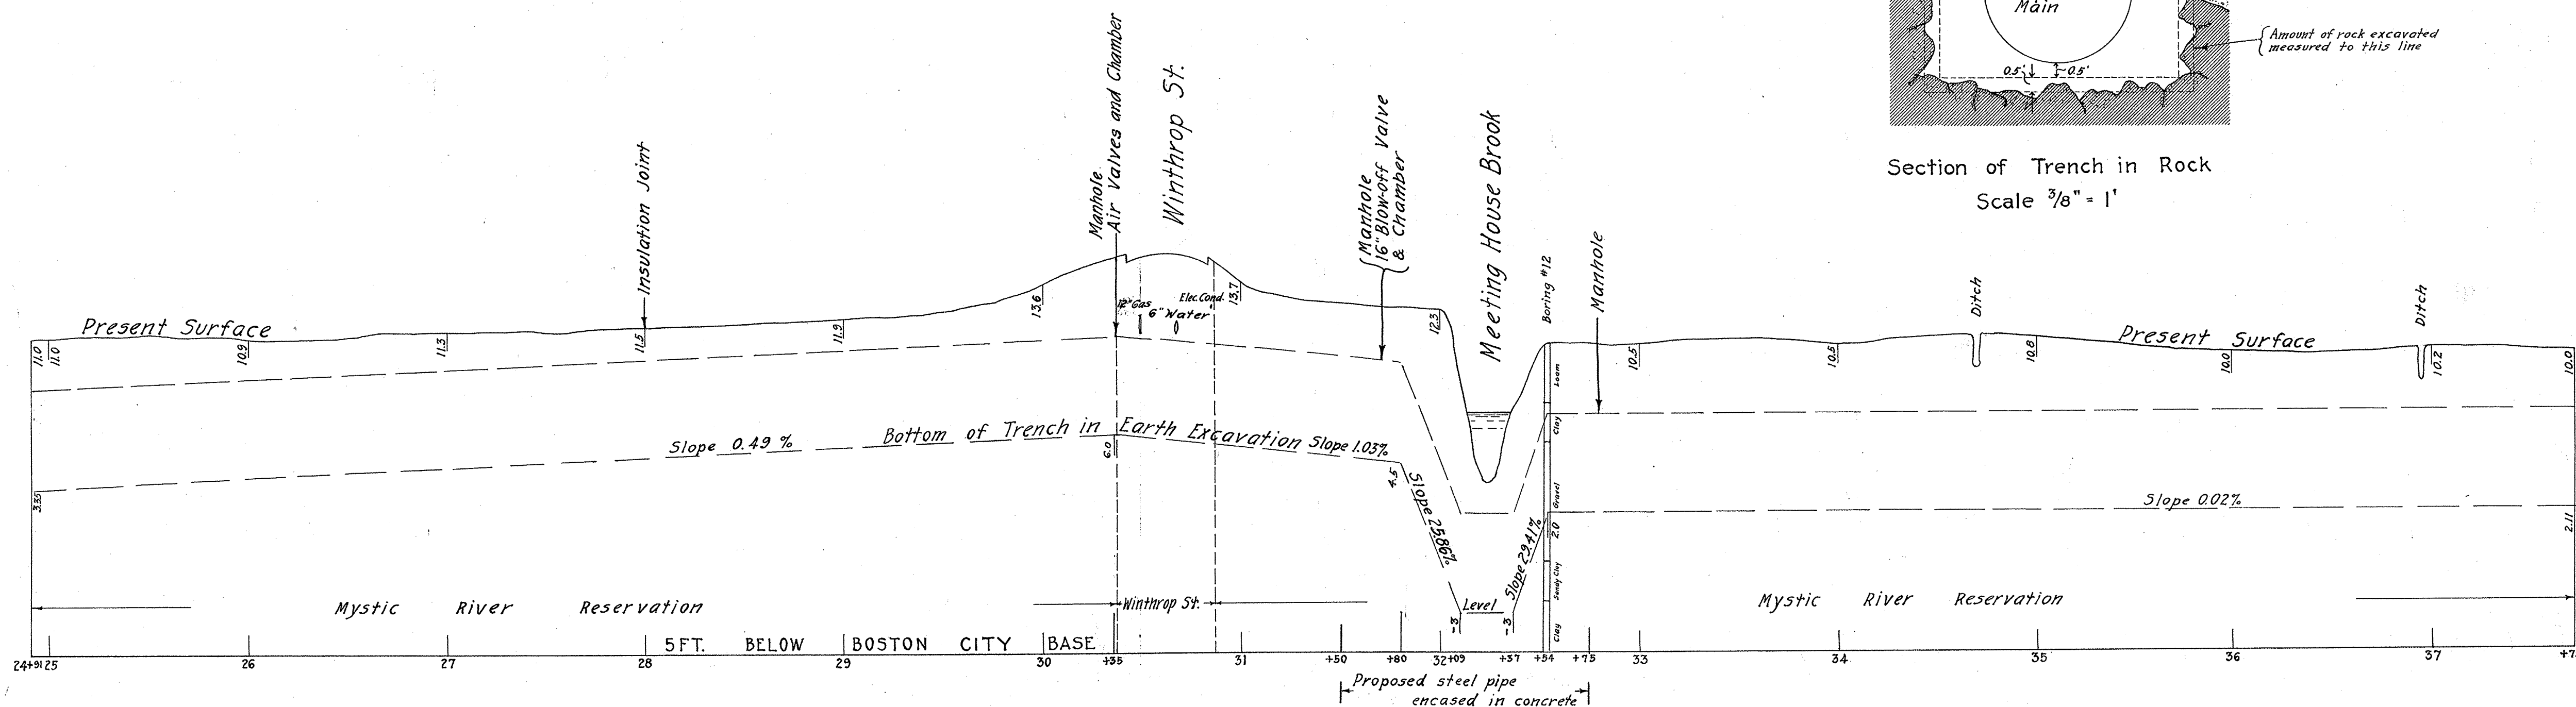 Main
Amount of rock excavated
measured to this line
0.5' 0.5'
Section of Trench in Rock
Scale 3/8" = 1'
Insulation Joint
Manhole
Air Valves and Chamber
Winthrop St.
Manhole
16" Blow-off Valve
& Chamber
Meeting House Brook
Boring #12
Manhole
Ditch
Ditch
Present Surface
Present Surface
12" Gas
6" Water
Elec. Cond.
11.0 11.0 10.9 11.3 11.5 11.9 13.6 13.7 12.3 10.5 10.5 10.8 10.0 10.2 10.0
Loam
Clay
Gravel
Sandy Clay
Clay
Slope 0.49 %
Bottom of Trench in Earth Excavation
Slope 1.03%
Slope 25.86%
Level
Slope 29.41%
Slope 0.02%
3.35 6.0 4.5 -3 -3 2.0 2.11
Mystic River Reservation
Winthrop St.
Mystic River Reservation
5FT. BELOW BOSTON CITY BASE
24+91 25 26 27 28 29 30 +35 31 +50 +80 32 +09 +37 +54 +75 33 34 35 36 37
Proposed steel pipe
encased in concrete